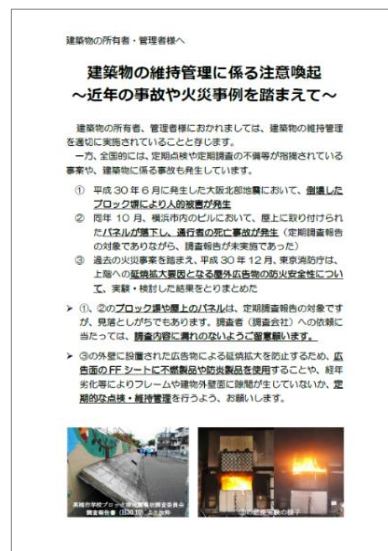 建築物の所有者・管理者様へ
建築物の維持管理に係る注意喚起
～近年の事故や火災事例を踏まえて～
建築物の所有者、管理者様におかれましては、建築物の維持管理
を適切に実施されていることと存じます。
一方、全国的には、定期点検や定期調査の不備等が指摘されている
事案や、建築物に係る事故も発生しています。
① 平成30年6月に発生した大阪北部地震において、倒壊した
ブロック塀により人的被害が発生
② 同年10月、横浜市内のビルにおいて、屋上に取り付けられ
たパネルが落下し、通行者の死亡事故が発生（定期調査報告
の対象でありながら、調査報告が未実施であった）
③ 過去の火災事案を踏まえ、平成30年12月、東京消防庁は、
上階への延焼拡大要因となる屋外広告物の防火安全性につい
て、実験・検討した結果をとりまとめた
➢ ①、②のブロック塀や屋上のパネルは、定期調査報告の対象です
が、見落としがちでもあります。調査者（調査会社）への依頼に
当たっては、調査内容に漏れのないようご留意願います。
➢ ③の外壁に設置された広告物による延焼拡大を防止するため、広
告面のFFシートに不燃製品や防炎製品を使用することや、経年
劣化等によりフレームや建物外壁面に隙間が生じていないか、定
期的な点検・維持管理を行うよう、お願いします。
高槻市学校ブロック塀地震事故調査委員会